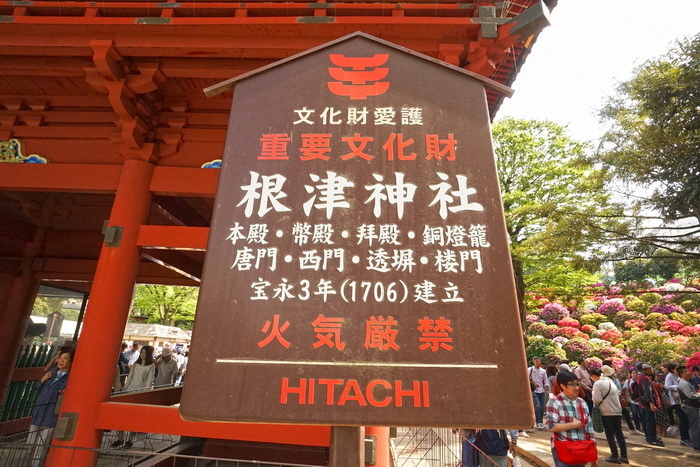 文化財愛護
重要文化財
根津神社
本殿・幣殿・拝殿・銅燈籠
唐門・西門・透塀・楼門
宝永3年(1706)建立
火気厳禁
HITACHI